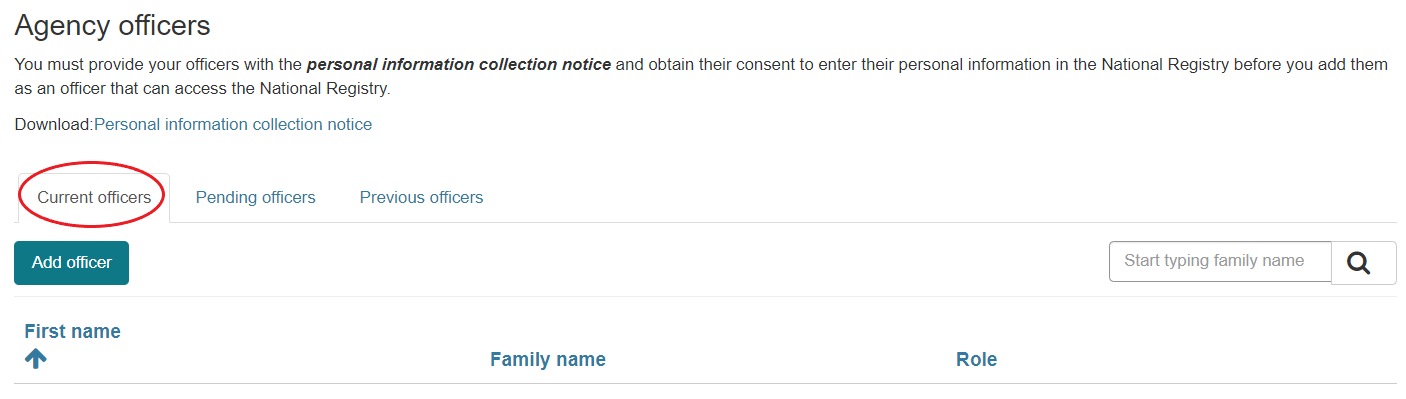 Agency officers
You must provide your officers with the personal information collection notice and obtain their consent to enter their personal information in the National Registry before you add them
as an officer that can access the National Registry.
Download:Personal information collection notice
Current officers Pending officers Previous officers
Add officer Start typing family name
First name
Family name Role